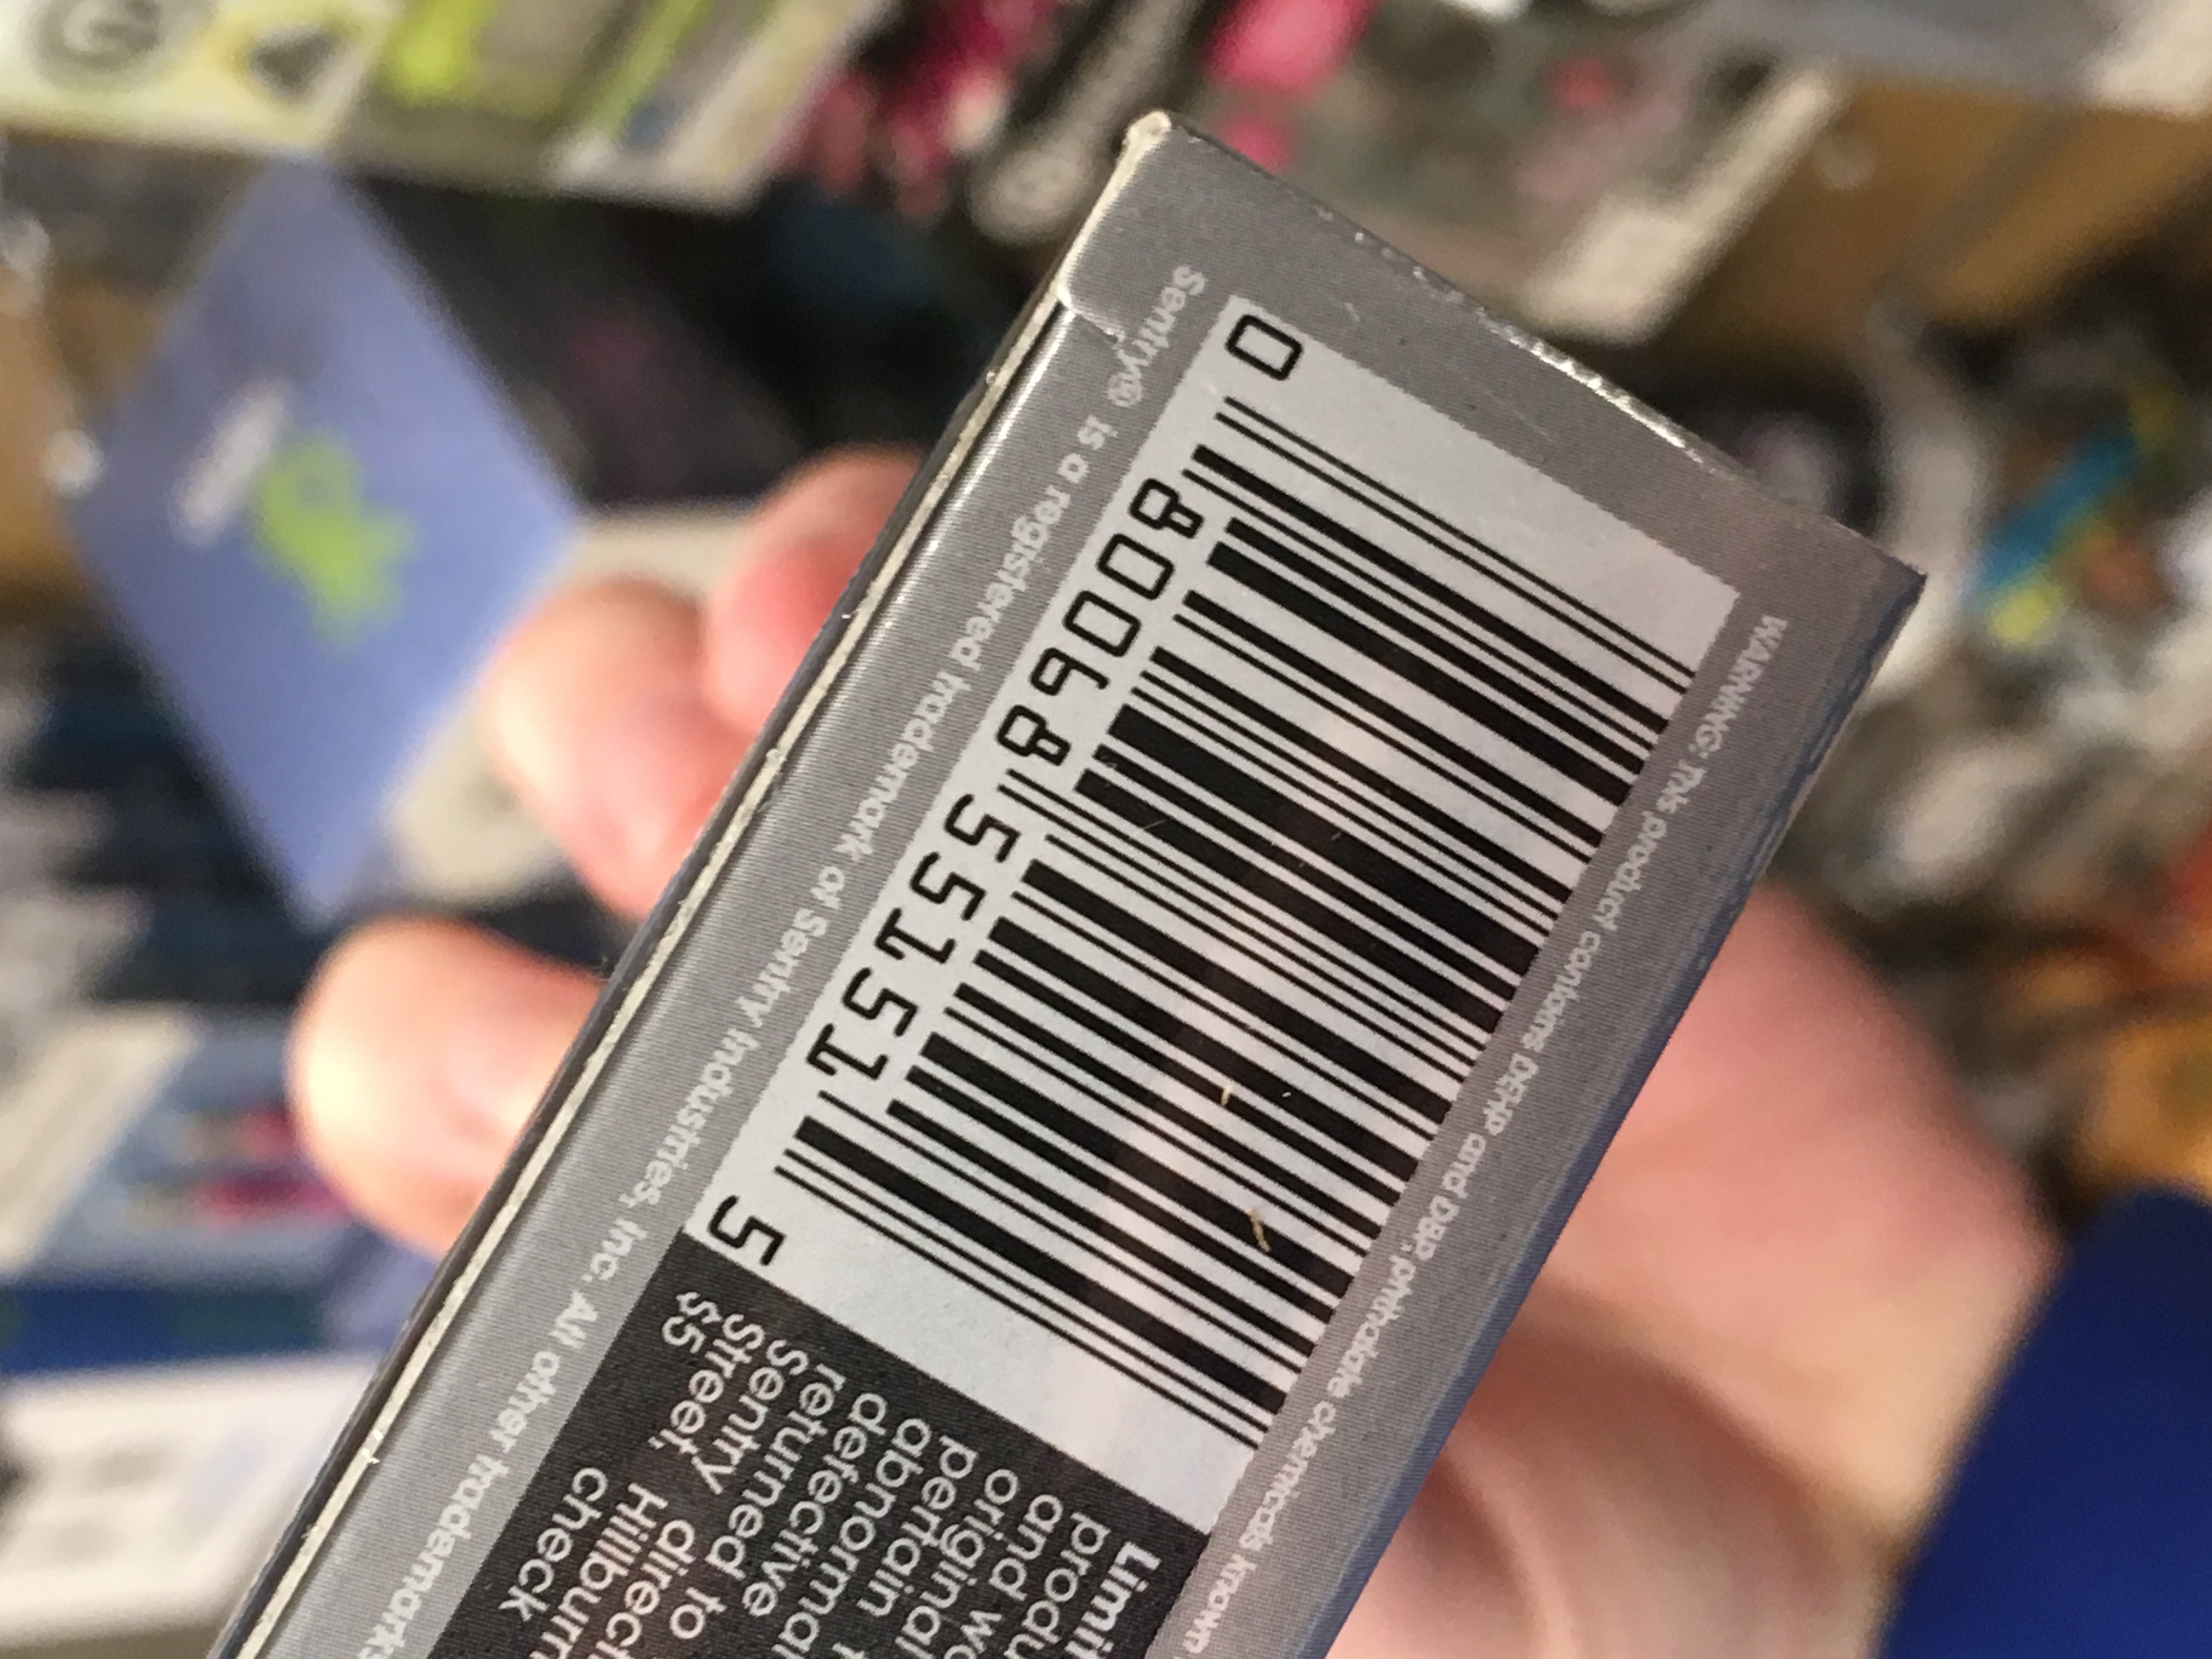 WARNING: This product contains DEHP and DBP, phthalate chemicals known
0 80068 55151 5
Limit
produ
and wo
original
pertain
abnormal
defective
returned to
Sentry direc
Street, Hillburn
$5 check
Sentry® is a registered trademark of Sentry Industries, Inc. All other trademarks